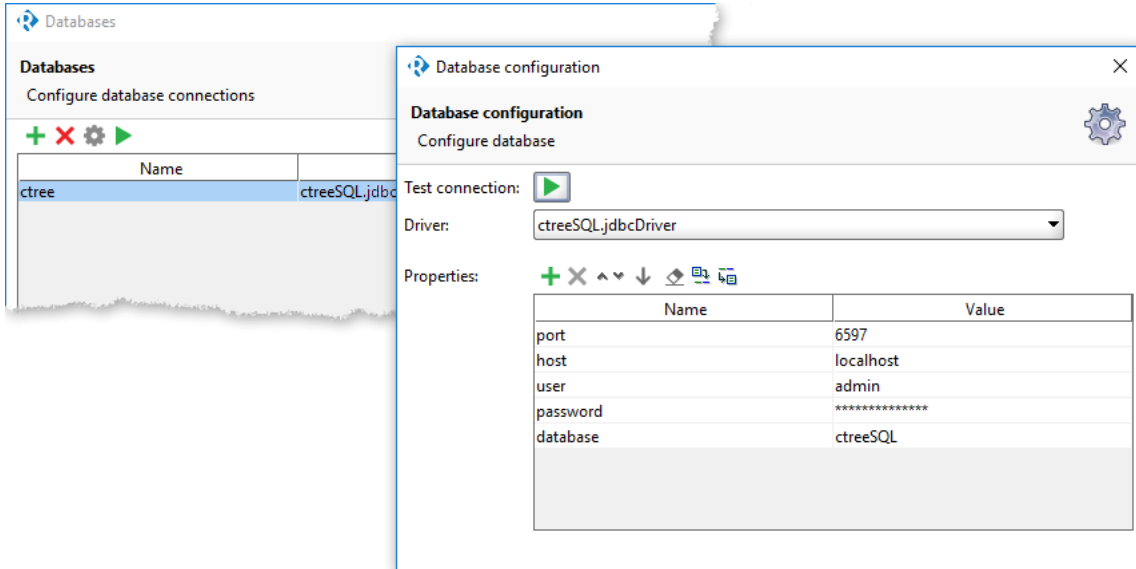 Databases
Databases
Configure database connections
Name
ctree ctreeSQL.jdbc
Database configuration
Database configuration
Configure database
Test connection:
Driver: ctreeSQL.jdbcDriver
Properties:
Name Value
port 6597
host localhost
user admin
password **************
database ctreeSQL